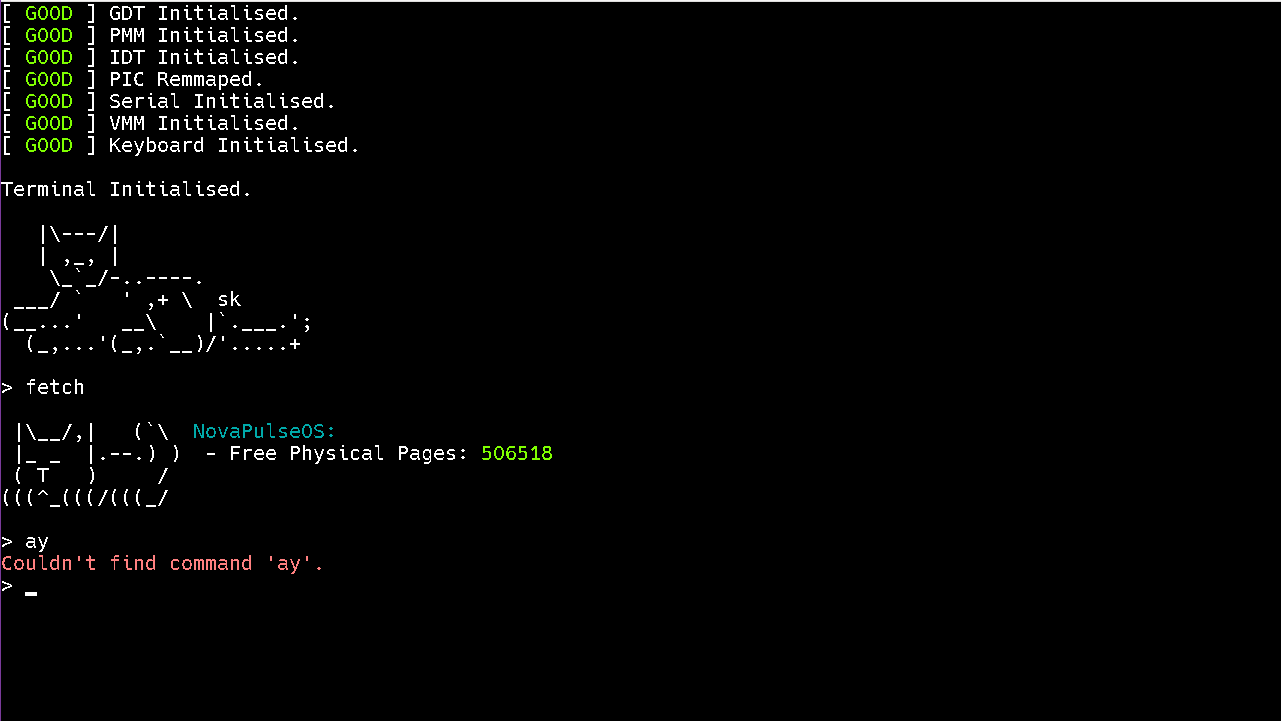 [ GOOD ] GDT Initialised.
[ GOOD ] PMM Initialised.
[ GOOD ] IDT Initialised.
[ GOOD ] PIC Remmaped.
[ GOOD ] Serial Initialised.
[ GOOD ] VMM Initialised.
[ GOOD ] Keyboard Initialised.

Terminal Initialised.

   |\---/|
   | ,_, |
    \_`_/-..----.
 ___/ `   ' ,+ \  sk
(__...'   __\    |`.___.';
  (_,...'(_,.`__)/'.....+

> fetch

 |\__/,|   (`\  NovaPulseOS:
 |_ _  |.--.) )  - Free Physical Pages: 506518
 ( T   )     /
(((^_(((/(((_/

> ay
Couldn't find command 'ay'.
> _